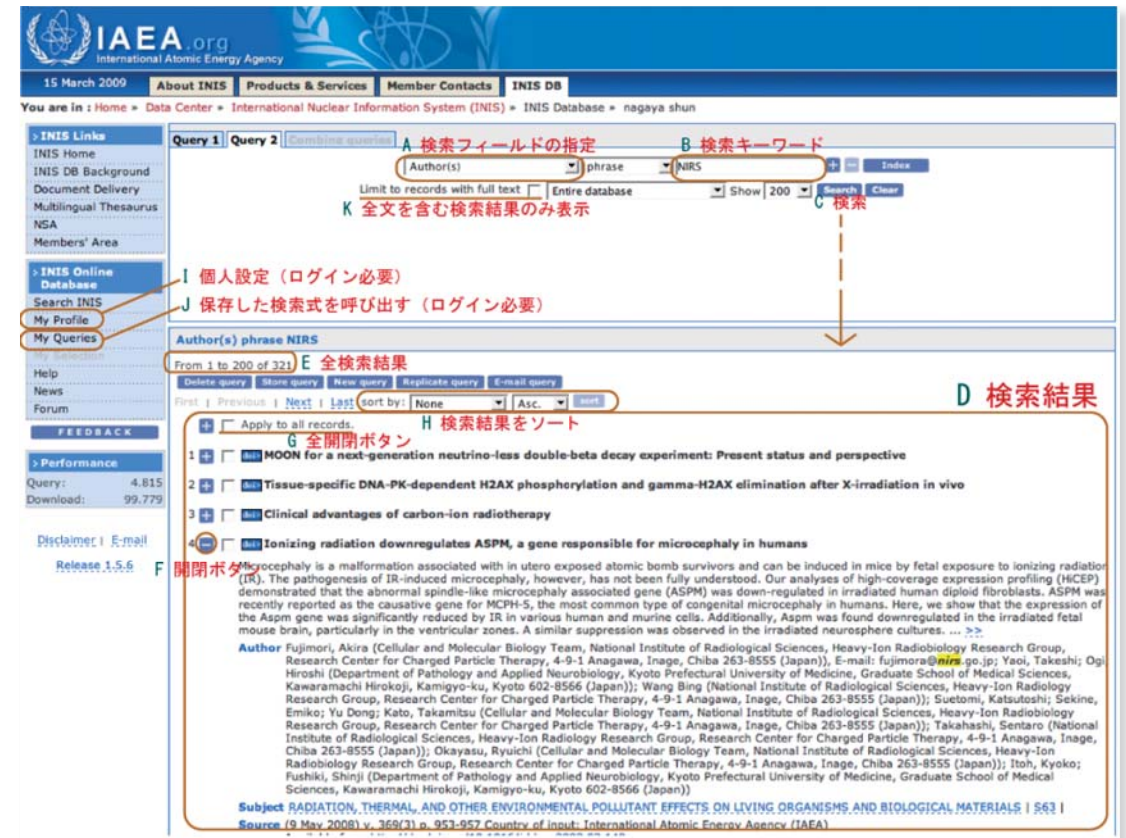 IAEA.org
International Atomic Energy Agency
15 March 2009 About INIS Products & Services Member Contacts INIS DB
You are in : Home » Data Center » International Nuclear Information System (INIS) » INIS Database » nagaya shun
> INIS Links
INIS Home
INIS DB Background
Document Delivery
Multilingual Thesaurus
NSA
Members' Area
> INIS Online Database
Search INIS
My Profile
My Queries
My Selection
Help
News
Forum
FEEDBACK
> Performance
Query: 4.815
Download: 99.779
Disclaimer | E-mail
Release 1.5.6
Query 1 Query 2 Combine queries
A 検索フィールドの指定 B 検索キーワード
Author(s) phrase NIRS + - Index
Limit to records with full text Entire database Show 200 Search Clear
K 全文を含む検索結果のみ表示 C 検索
I 個人設定（ログイン必要）
J 保存した検索式を呼び出す（ログイン必要）
Author(s) phrase NIRS
From 1 to 200 of 321 E 全検索結果
Delete query Store query New query Replicate query E-mail query
D 検索結果
First | Previous | Next | Last sort by: None Asc. sort
H 検索結果をソート
Apply to all records.
G 全開閉ボタン
1 MOON for a next-generation neutrino-less double-beta decay experiment: Present status and perspective
2 Tissue-specific DNA-PK-dependent H2AX phosphorylation and gamma-H2AX elimination after X-irradiation in vivo
3 Clinical advantages of carbon-ion radiotherapy
4 Ionizing radiation downregulates ASPM, a gene responsible for microcephaly in humans
F 開閉ボタン
Microcephaly is a malformation associated with in utero exposed atomic bomb survivors and can be induced in mice by fetal exposure to ionizing radiation
(IR). The pathogenesis of IR-induced microcephaly, however, has not been fully understood. Our analyses of high-coverage expression profiling (HiCEP)
demonstrated that the abnormal spindle-like microcephaly associated gene (ASPM) was down-regulated in irradiated human diploid fibroblasts. ASPM was
recently reported as the causative gene for MCPH-5, the most common type of congenital microcephaly in humans. Here, we show that the expression of
the Aspm gene was significantly reduced by IR in various human and murine cells. Additionally, Aspm was found downregulated in the irradiated fetal
mouse brain, particularly in the ventricular zones. A similar suppression was observed in the irradiated neurosphere cultures. ... >>
Author Fujimori, Akira (Cellular and Molecular Biology Team, National Institute of Radiological Sciences, Heavy-Ion Radiobiology Research Group,
Research Center for Charged Particle Therapy, 4-9-1 Anagawa, Inage, Chiba 263-8555 (Japan)), E-mail: fujimora@nirs.go.jp; Yaoi, Takeshi; Ogi,
Hiroshi (Department of Pathology and Applied Neurobiology, Kyoto Prefectural University of Medicine, Graduate School of Medical Sciences,
Kawaramachi Hirokoji, Kamigyo-ku, Kyoto 602-8566 (Japan)); Wang Bing (National Institute of Radiological Sciences, Heavy-Ion Radiology
Research Group, Research Center for Charged Particle Therapy, 4-9-1 Anagawa, Inage, Chiba 263-8555 (Japan)); Suetomi, Katsutoshi; Sekine,
Emiko; Yu Dong; Kato, Takamitsu (Cellular and Molecular Biology Team, National Institute of Radiological Sciences, Heavy-Ion Radiobiology
Research Group, Research Center for Charged Particle Therapy, 4-9-1 Anagawa, Inage, Chiba 263-8555 (Japan)); Takahashi, Sentaro (National
Institute of Radiological Sciences, Heavy-Ion Radiology Research Group, Research Center for Charged Particle Therapy, 4-9-1 Anagawa, Inage,
Chiba 263-8555 (Japan)); Okayasu, Ryuichi (Cellular and Molecular Biology Team, National Institute of Radiological Sciences, Heavy-Ion
Radiobiology Research Group, Research Center for Charged Particle Therapy, 4-9-1 Anagawa, Inage, Chiba 263-8555 (Japan)); Itoh, Kyoko;
Fushiki, Shinji (Department of Pathology and Applied Neurobiology, Kyoto Prefectural University of Medicine, Graduate School of Medical
Sciences, Kawaramachi Hirokoji, Kamigyo-ku, Kyoto 602-8566 (Japan))
Subject RADIATION, THERMAL, AND OTHER ENVIRONMENTAL POLLUTANT EFFECTS ON LIVING ORGANISMS AND BIOLOGICAL MATERIALS | S63 |
Source (9 May 2008) v. 369(3) p. 953-957 Country of input: International Atomic Energy Agency (IAEA)